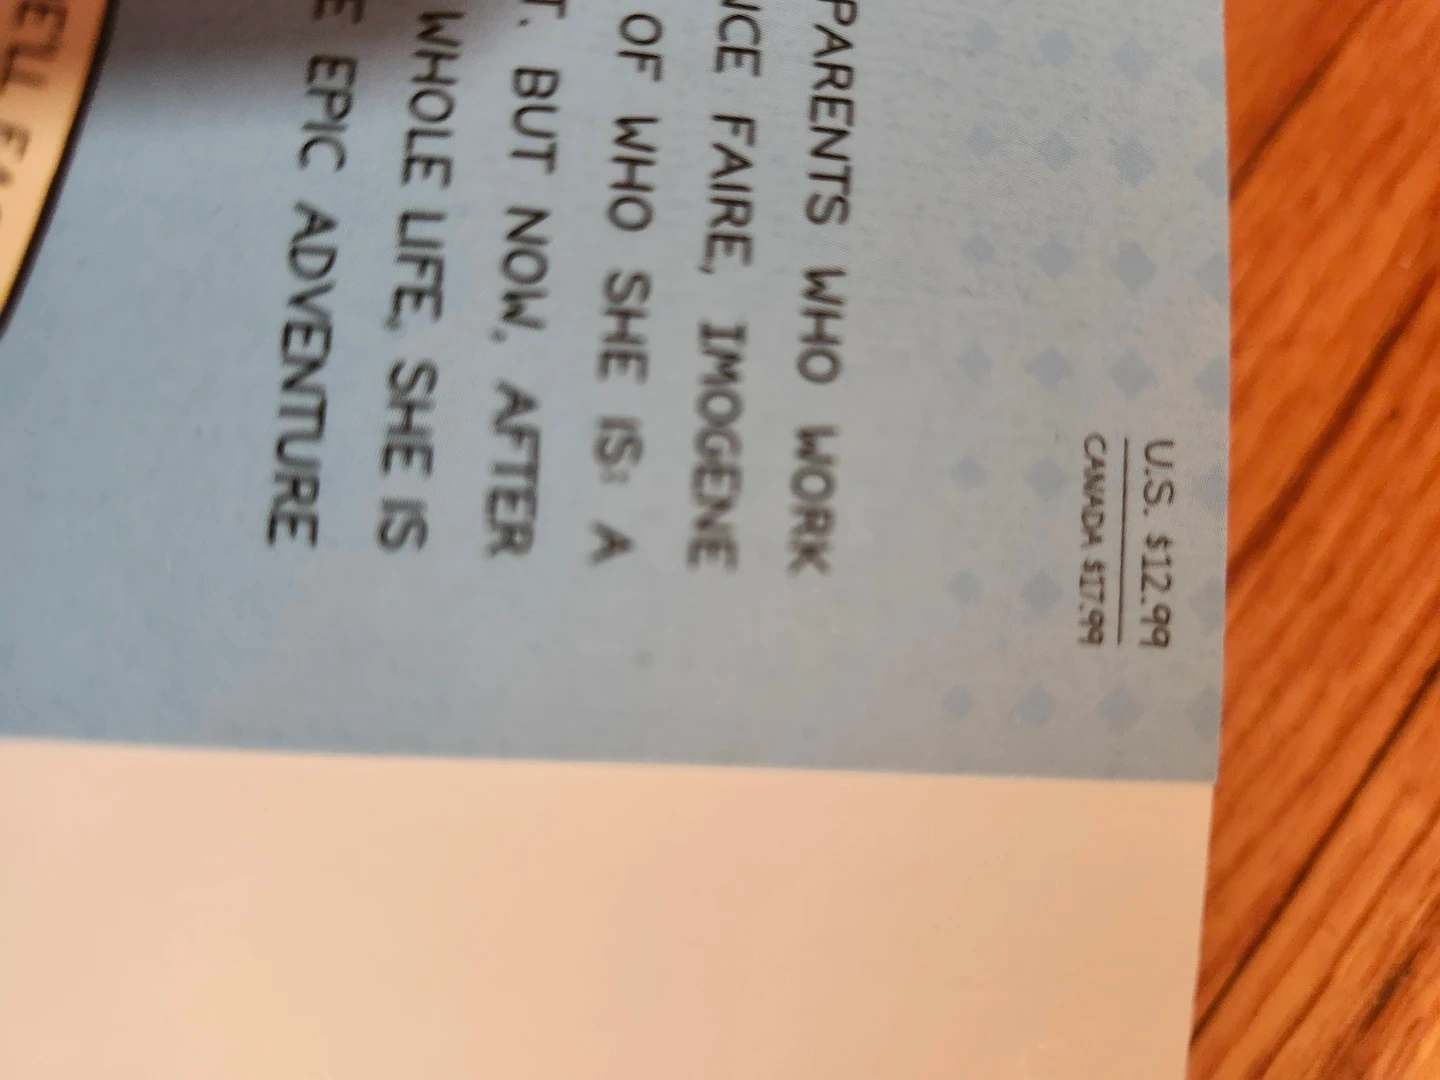 U.S. $12.99
CANADA $17.99
PARENTS WHO WORK
NCE FAIRE, IMOGENE
OF WHO SHE IS: A
T. BUT NOW, AFTER
WHOLE LIFE, SHE IS
E EPIC ADVENTURE